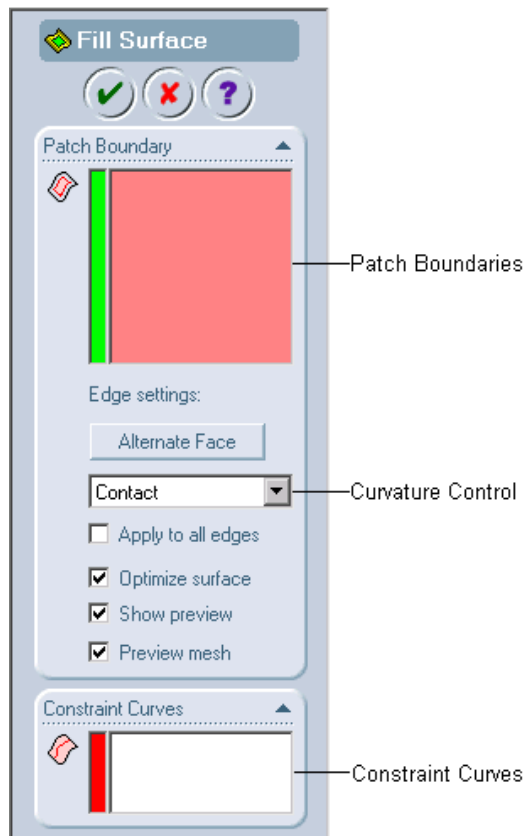 Fill Surface
?
Patch Boundary
Patch Boundaries
Edge settings:
Alternate Face
Contact
Curvature Control
Apply to all edges
Optimize surface
Show preview
Preview mesh
Constraint Curves
Constraint Curves